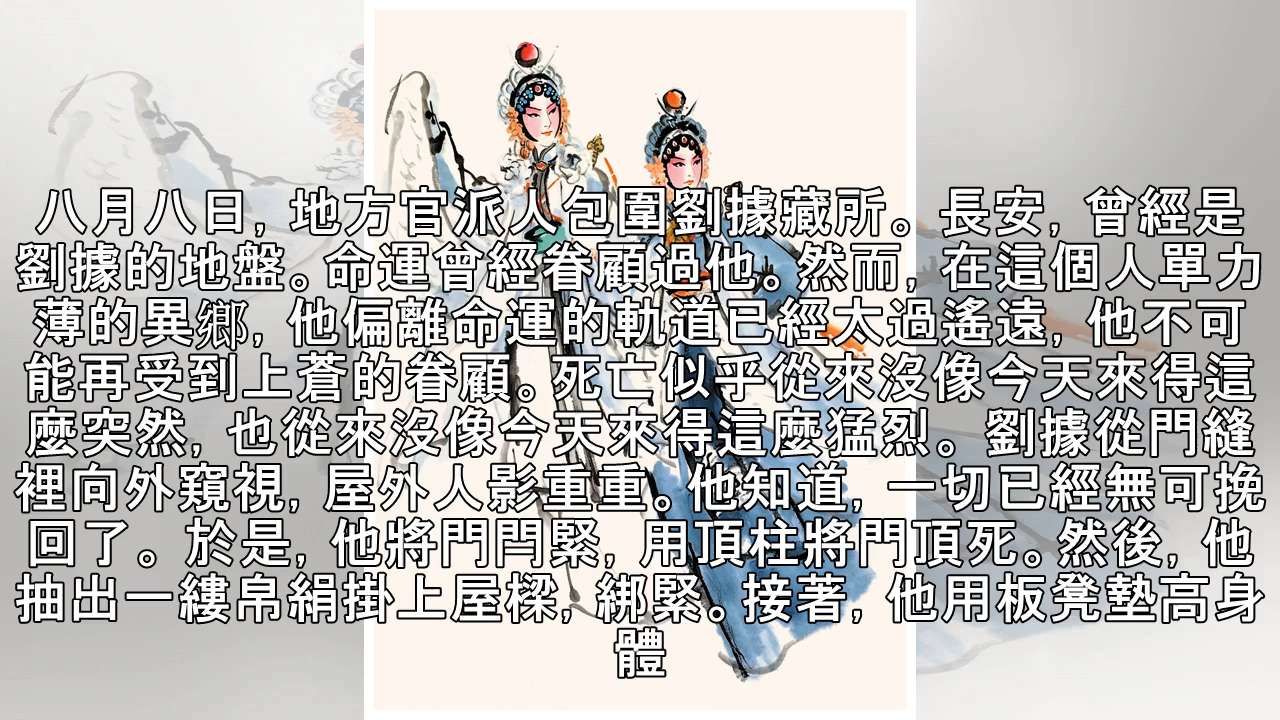 八月八日, 地方官派人包圍劉據藏所。長安, 曾經是
劉據的地盤。命運曾經眷顧過他。然而, 在這個人單力
薄的異鄉, 他偏離命運的軌道已經太過遙遠, 他不可
能再受到上蒼的眷顧。死亡似乎從來沒像今天來得這
麼突然, 也從來沒像今天來得這麼猛烈。劉據從門縫
裡向外窺視, 屋外人影重重。他知道, 一切已經無可挽
回了。於是, 他將門閂緊, 用頂柱將門頂死。然後, 他
抽出一縷帛絹掛上屋樑, 綁緊。接著, 他用板凳墊高身
體